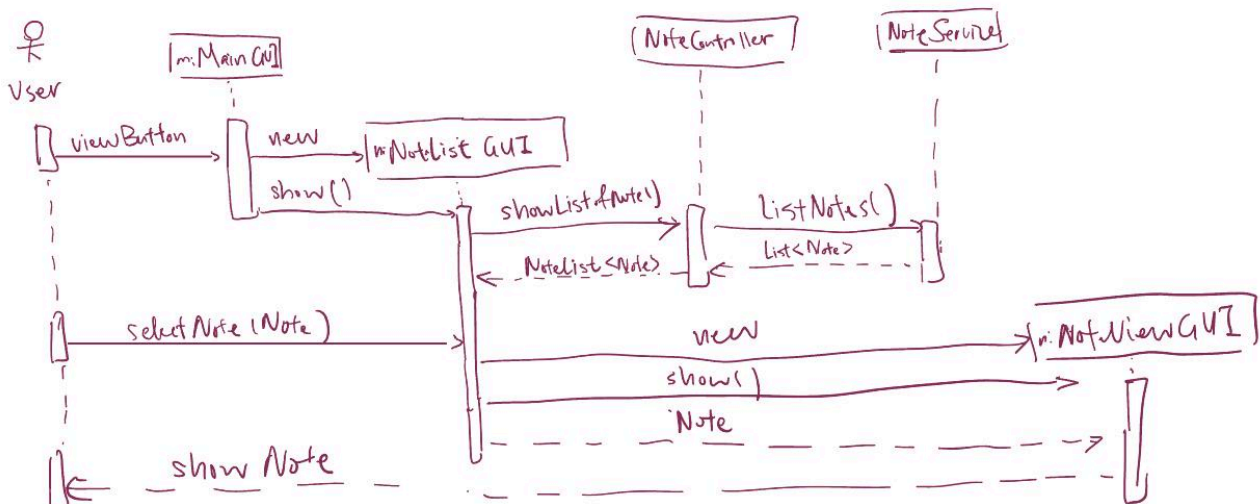 User
m:MainGUI
NoteController
NoteService
viewButton
new
n:NoteList GUI
show()
showListofNote()
ListNotes()
NoteList<Note>
List<Note>
selectNote(Note)
new
n:NoteViewGUI
show()
Note
show Note